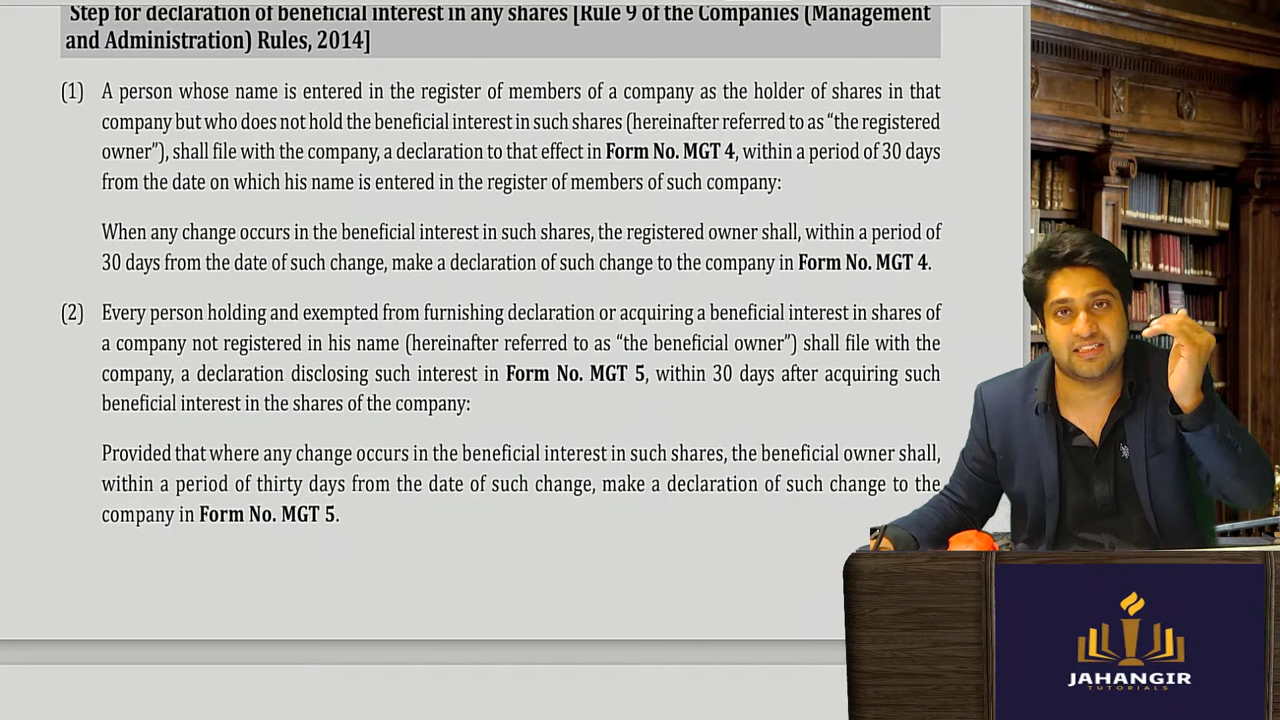 Step for declaration of beneficial interest in any shares [Rule 9 of the Companies (Management
and Administration) Rules, 2014]
(1) A person whose name is entered in the register of members of a company as the holder of shares in that
company but who does not hold the beneficial interest in such shares (hereinafter referred to as “the registered
owner”), shall file with the company, a declaration to that effect in Form No. MGT 4, within a period of 30 days
from the date on which his name is entered in the register of members of such company:
When any change occurs in the beneficial interest in such shares, the registered owner shall, within a period of
30 days from the date of such change, make a declaration of such change to the company in Form No. MGT 4.
(2) Every person holding and exempted from furnishing declaration or acquiring a beneficial interest in shares of
a company not registered in his name (hereinafter referred to as “the beneficial owner”) shall file with the
company, a declaration disclosing such interest in Form No. MGT 5, within 30 days after acquiring such
beneficial interest in the shares of the company:
Provided that where any change occurs in the beneficial interest in such shares, the beneficial owner shall,
within a period of thirty days from the date of such change, make a declaration of such change to the
company in Form No. MGT 5.
JAHANGIR
TUTORIALS